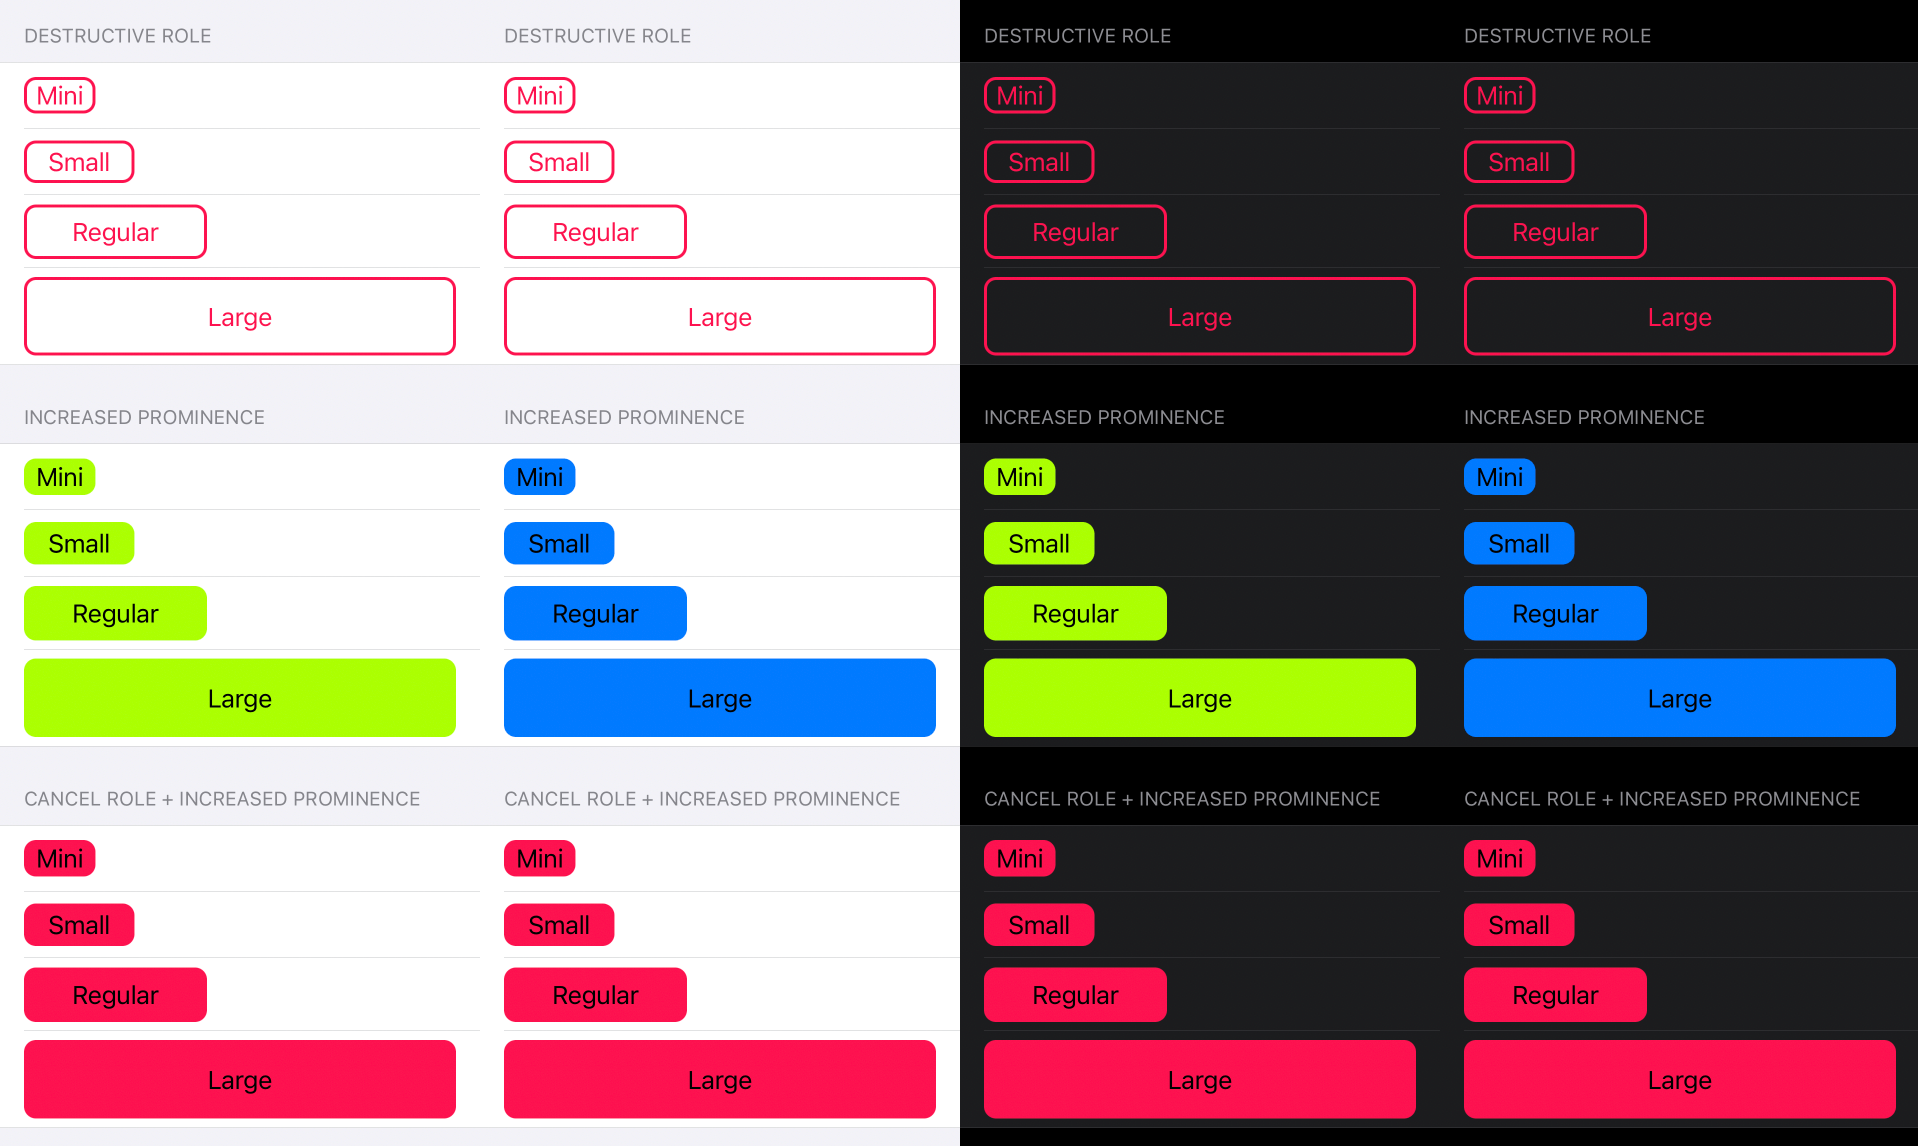 DESTRUCTIVE ROLE
Mini
Small
Regular
Large
INCREASED PROMINENCE
Mini
Small
Regular
Large
CANCEL ROLE + INCREASED PROMINENCE
Mini
Small
Regular
Large
DESTRUCTIVE ROLE
Mini
Small
Regular
Large
INCREASED PROMINENCE
Mini
Small
Regular
Large
CANCEL ROLE + INCREASED PROMINENCE
Mini
Small
Regular
Large
DESTRUCTIVE ROLE
Mini
Small
Regular
Large
INCREASED PROMINENCE
Mini
Small
Regular
Large
CANCEL ROLE + INCREASED PROMINENCE
Mini
Small
Regular
Large
DESTRUCTIVE ROLE
Mini
Small
Regular
Large
INCREASED PROMINENCE
Mini
Small
Regular
Large
CANCEL ROLE + INCREASED PROMINENCE
Mini
Small
Regular
Large